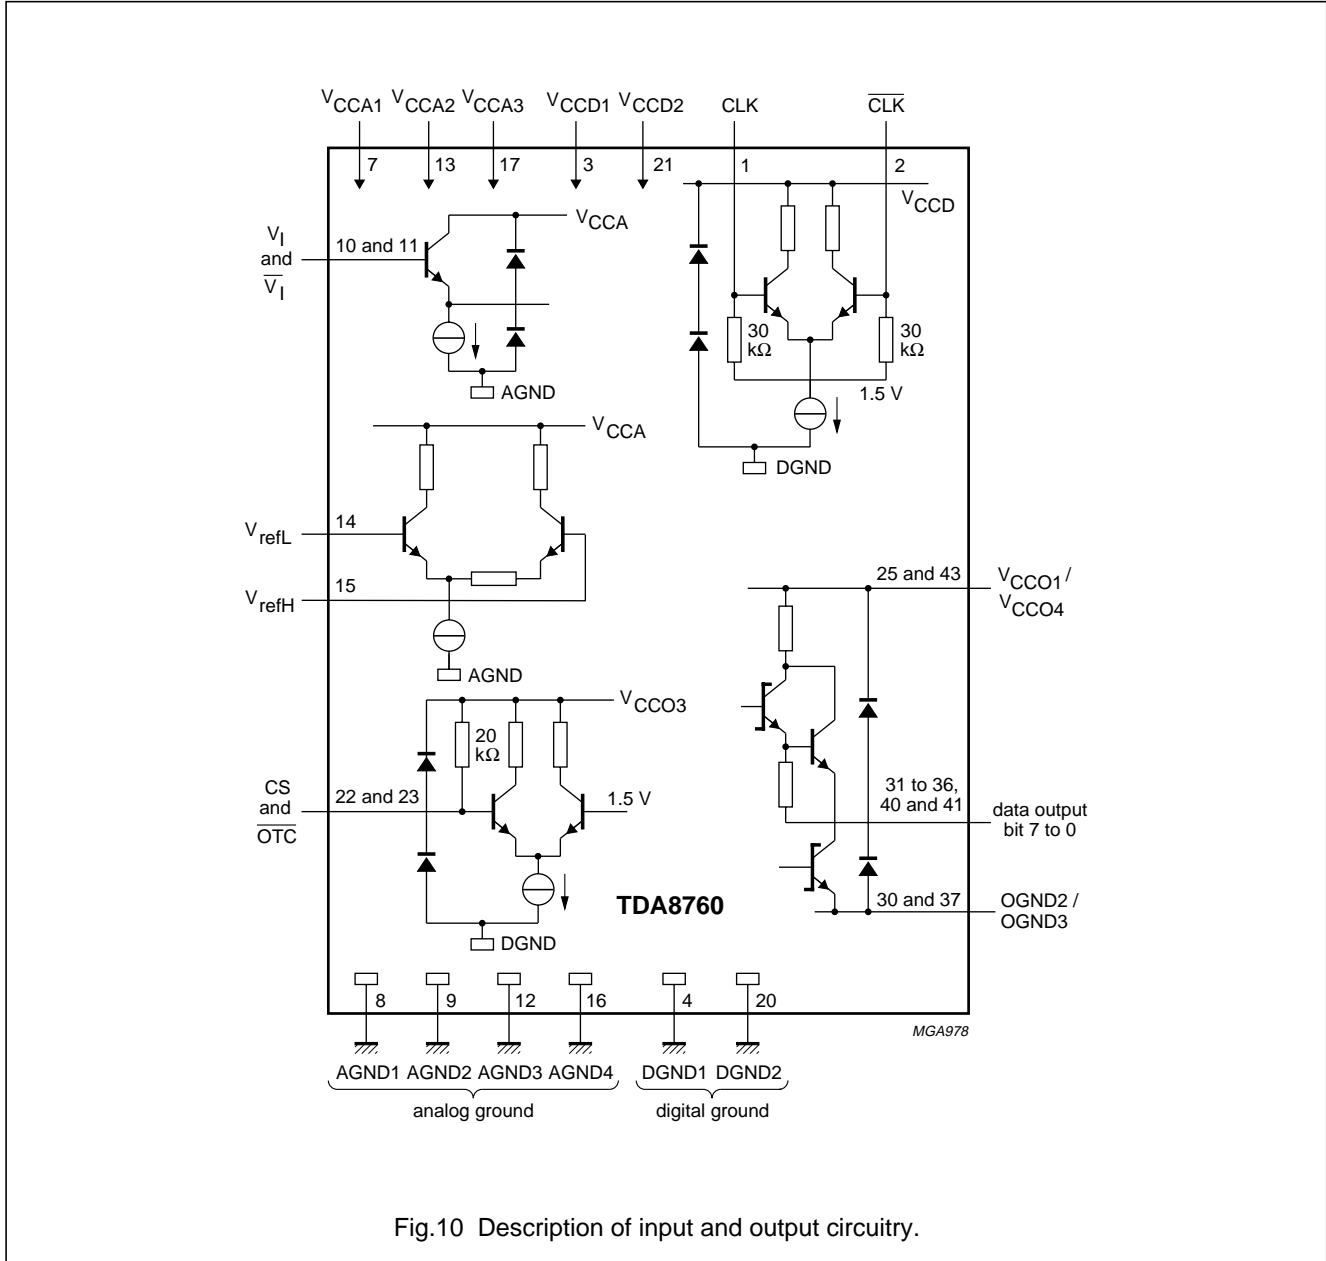 VCCA1 VCCA2 VCCA3 VCCD1 VCCD2 CLK CLK
7 13 17 3 21 1 2
VCCD
VCCA
VI
and
VI
10 and 11
30
kΩ
30
kΩ
1.5 V
AGND
DGND
VCCA
VrefL
14
VrefH
15
AGND
25 and 43
VCCO1 /
VCCO4
VCCO3
20
kΩ
CS
and
OTC
22 and 23
1.5 V
31 to 36,
40 and 41
data output
bit 7 to 0
30 and 37
OGND2 /
OGND3
TDA8760
DGND
8 9 12 16 4 20
MGA978
AGND1 AGND2 AGND3 AGND4 DGND1 DGND2
analog ground digital ground
Fig.10 Description of input and output circuitry.